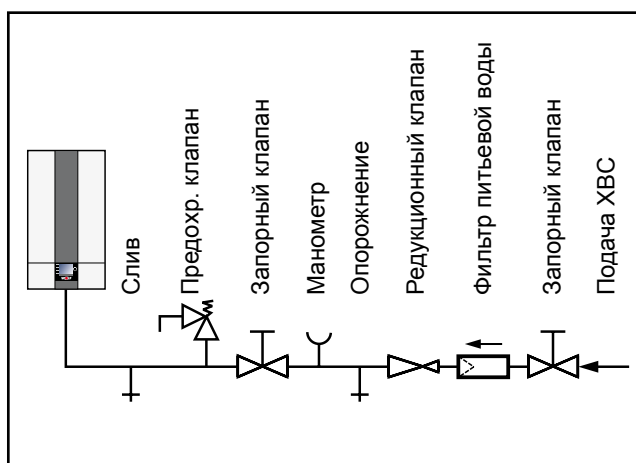 Слив
Предохр. клапан
Запорный клапан
Манометр
Опорожнение
Редукционный клапан
Фильтр питьевой воды
Запорный клапан
Подача ХВС